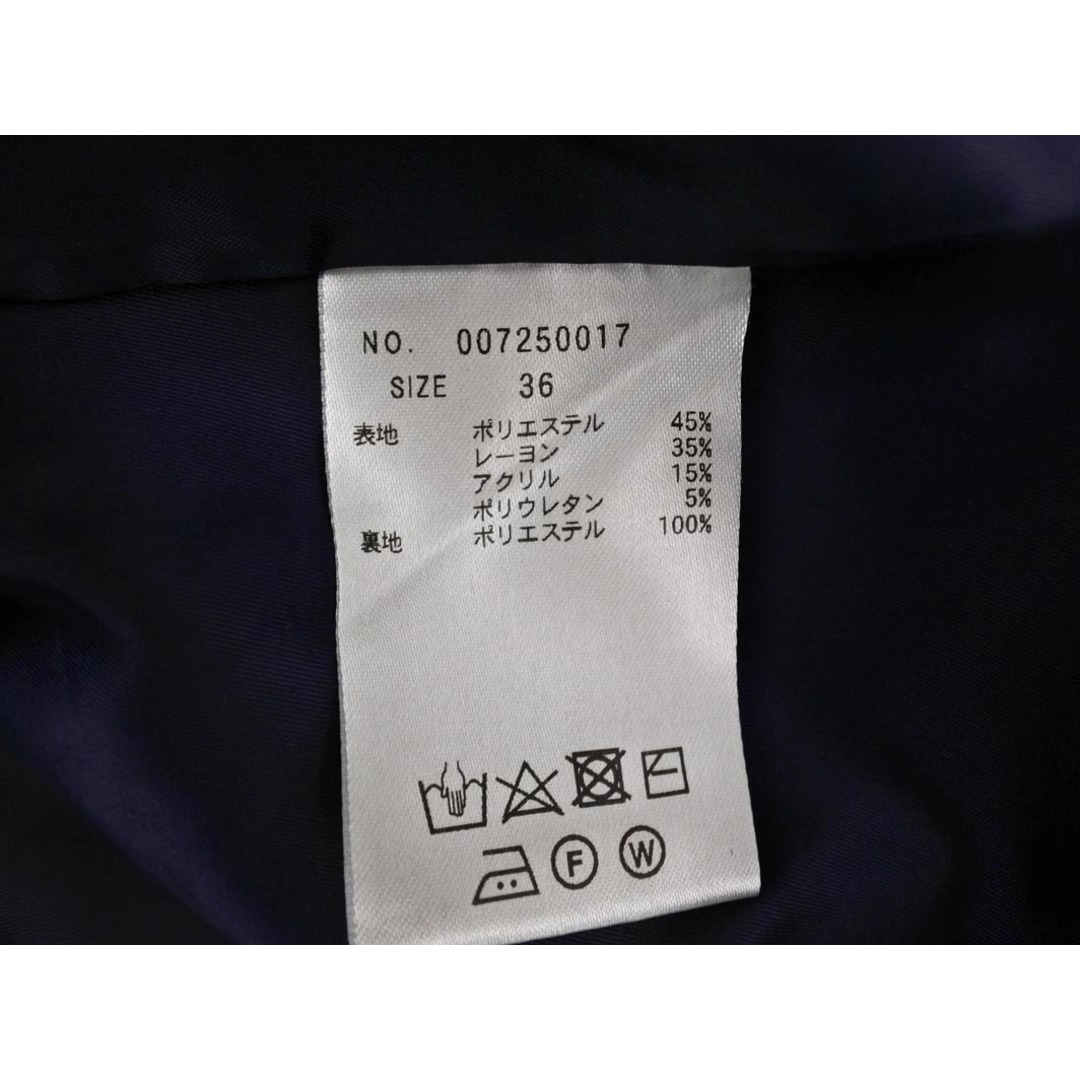 NO. 007250017
SIZE 36
表地 ポリエステル 45%
レーヨン 35%
アクリル 15%
ポリウレタン 5%
裏地 ポリエステル 100%
F W